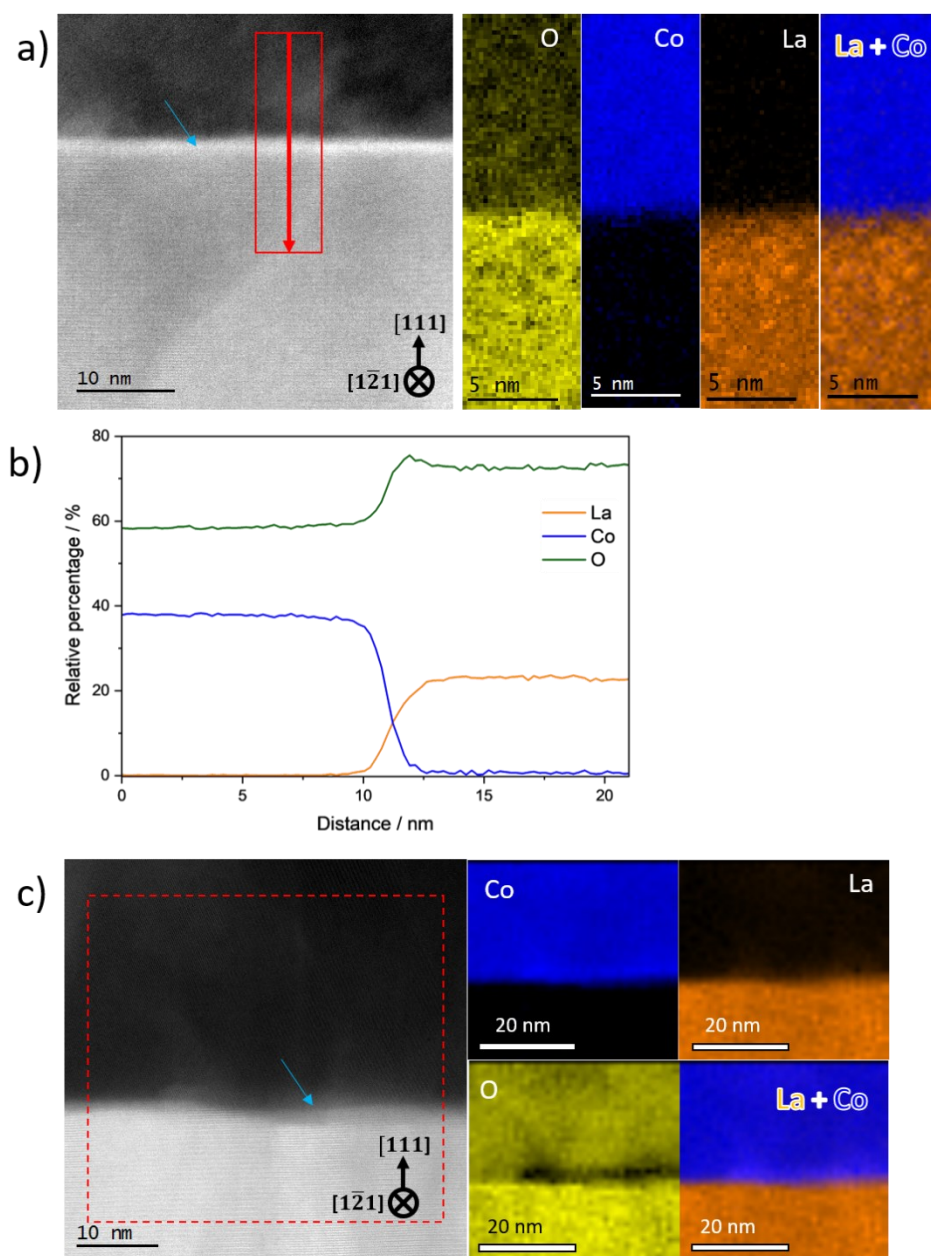 a)
O
Co
La
La + Co
[111]
[12̄1]
10 nm
5 nm
5 nm
5 nm
5 nm
b)
80
60
40
20
0
Relative percentage / %
La
Co
O
0
5
10
15
20
Distance / nm
c)
Co
La
20 nm
20 nm
[111]
[12̄1]
10 nm
O
La + Co
20 nm
20 nm